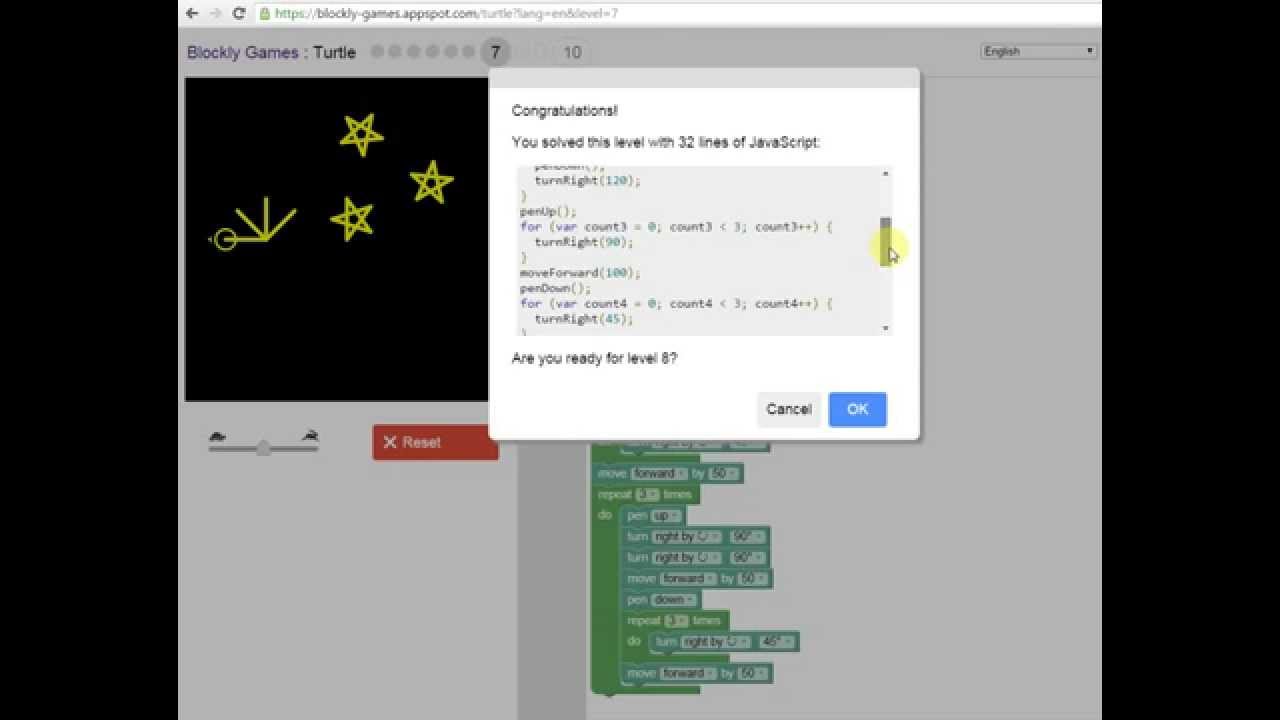 https://blockly-games.appspot.com/turtle?lang=en&level=7
Blockly Games : Turtle 7 10
English
Congratulations!
You solved this level with 32 lines of JavaScript:
penDown();
turnRight(120);
}
penUp();
for (var count3 = 0; count3 < 3; count3++) {
turnRight(90);
}
moveForward(100);
penDown();
for (var count4 = 0; count4 < 3; count4++) {
turnRight(45);
}
Are you ready for level 8?
Cancel OK
Reset
move forward by 50
repeat 3 times
do pen up
turn right by 90°
turn right by 90°
move forward by 50
pen down
repeat 3 times
do turn right by 45°
move forward by 50